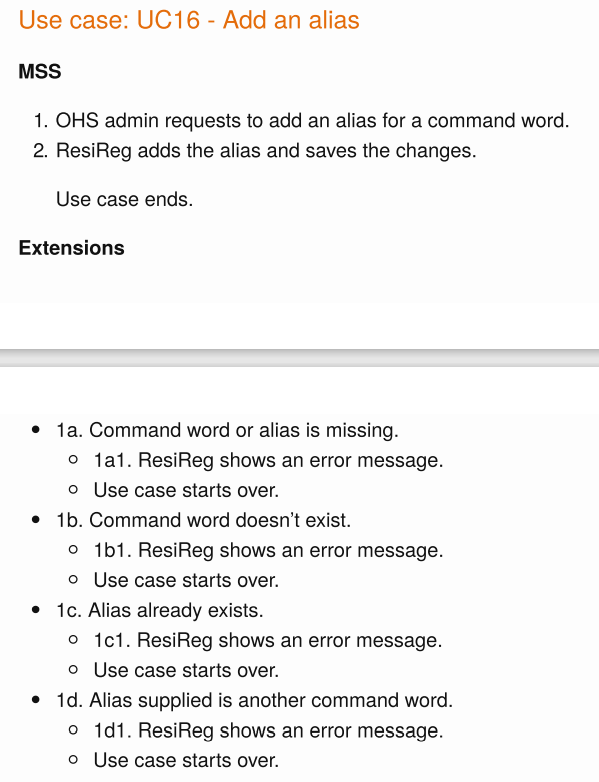 Use case: UC16 - Add an alias
MSS
1. OHS admin requests to add an alias for a command word.
2. ResiReg adds the alias and saves the changes.
Use case ends.
Extensions
• 1a. Command word or alias is missing.
○ 1a1. ResiReg shows an error message.
○ Use case starts over.
• 1b. Command word doesn’t exist.
○ 1b1. ResiReg shows an error message.
○ Use case starts over.
• 1c. Alias already exists.
○ 1c1. ResiReg shows an error message.
○ Use case starts over.
• 1d. Alias supplied is another command word.
○ 1d1. ResiReg shows an error message.
○ Use case starts over.